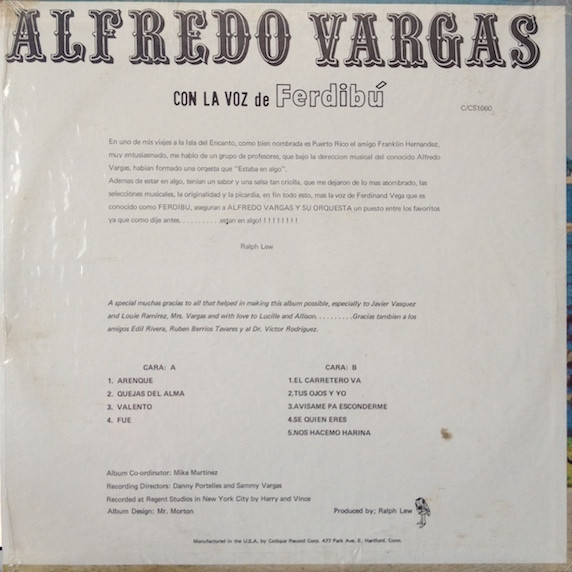 ALFREDO VARGAS
CON LA VOZ de Ferdibú
C/CS1060
En uno de mis viejes a la Isla del Encanto, como bien nombrada es Puerto Rico el amigo Franklin Hernandez,
muy entusiasmado, me hablo de un grupo de profesores, que bajo la dereccion musical del conocido Alfredo
Vargas, habian formado una orqesta que "Estaba en algo".
Ademas de estar en algo, tenian un sabor y una salsa tan criolla, que me dejaron de lo mas asombrado, las
selecciones musicales, la originalidad y la picardia, en fin todo esto, mas la voz de Ferdinand Vega que es
conocido como FERDIBU, aseguran a ALFREDO VARGAS Y SU ORQUESTA un puesto entre los favoritos
ya que como dije antes. . . . . . . . . .estan en algo! ! ! ! ! ! ! ! !
Ralph Lew
A special muchas gracias to all that helped in making this album possible, especially to Javier Vasquez
and Louie Ramirez, Mrs. Vargas and with love to Lucille and Allison. . . . . . . . . .Gracias tambien a los
amigos Edil Rivera, Ruben Berrios Tavares y al Dr. Victor Rodriguez.
CARA: A
1. ARENQUE
2. QUEJAS DEL ALMA
3. VALENTO
4. FUE
CARA: B
1.EL CARRETERO VA
2.TUS OJOS Y YO
3.AVISAME PA ESCONDERME
4.SE QUIEN ERES
5.NOS HACEMO HARINA
Album Co-ordinator: Mike Martinez
Recording Directors: Danny Portelles and Sammy Vargas
Recorded at Regent Studios in New York City by Harry and Vince
Album Design: Mr. Morton
Produced by; Ralph Lew
Manufactured in the U.S.A. by Cotique Record Corp. 477 Park Ave. E. Hartford, Conn.